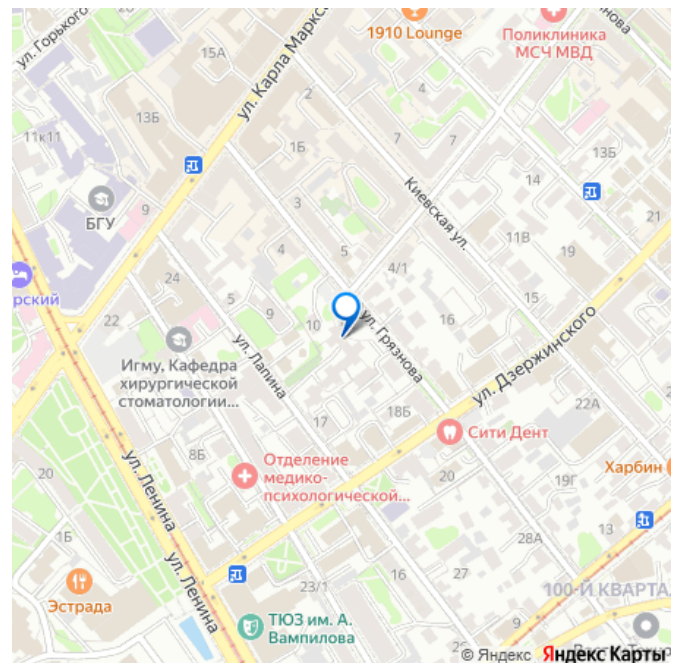 ул. Горького
15А
ул. Карла Маркса
1910 Lounge
Поликлиника
МСЧ МВД
2
13Б
1Б
7
7
13Б
11к11
Киевская ул.
14
БГУ
9
3
4
5
21
11В
19
4/1
24
рский
5
9
10
15
22
16
ул. Грязнова
ул. Дзержинского
Игму, Кафедра
хирургической
стоматологии...
ул. Лапина
17
18Б
22А
Сити Дент
8Б
Отделение
медико-
психологической...
20
ул. Ленина
20
19Г
Харбин
1Б
13
28А
ул. Ленина
Эстрада
23/1
16
27
100-Й КВАРТА
ТЮЗ им. А.
Вампилова
9
© Яндекс Яндекс Карты